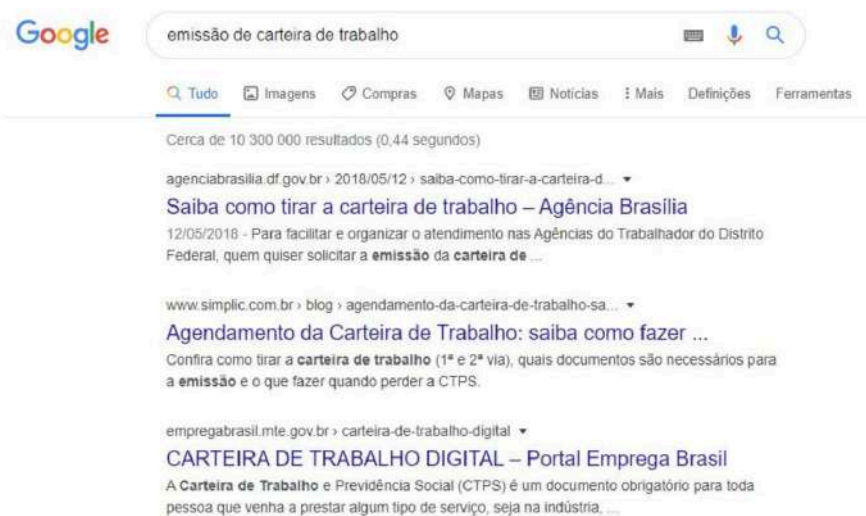 Google
emissão de carteira de trabalho
Tudo Imagens Compras Mapas Notícias Mais Definições Ferramentas
Cerca de 10 300 000 resultados (0,44 segundos)
agenciabrasilia.df.gov.br › 2018/05/12 › saiba-como-tirar-a-carteira-d...
Saiba como tirar a carteira de trabalho – Agência Brasília
12/05/2018 - Para facilitar e organizar o atendimento nas Agências do Trabalhador do Distrito
Federal, quem quiser solicitar a emissão da carteira de ...
www.simplic.com.br › blog › agendamento-da-carteira-de-trabalho-sa...
Agendamento da Carteira de Trabalho: saiba como fazer ...
Confira como tirar a carteira de trabalho (1ª e 2ª via), quais documentos são necessários para
a emissão e o que fazer quando perder a CTPS.
empregabrasil.mte.gov.br › carteira-de-trabalho-digital
CARTEIRA DE TRABALHO DIGITAL – Portal Emprega Brasil
A Carteira de Trabalho e Previdência Social (CTPS) é um documento obrigatório para toda
pessoa que venha a prestar algum tipo de serviço, seja na indústria, ...